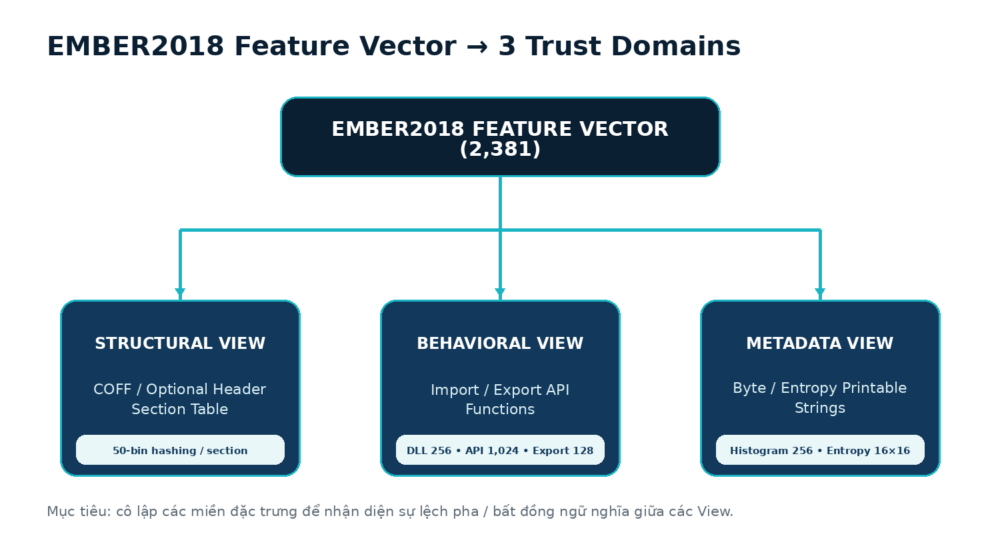 EMBER2018 Feature Vector → 3 Trust Domains
EMBER2018 FEATURE VECTOR
(2,381)
STRUCTURAL VIEW
COFF / Optional Header
Section Table
50-bin hashing / section
BEHAVIORAL VIEW
Import / Export API
Functions
DLL 256 • API 1,024 • Export 128
METADATA VIEW
Byte / Entropy Printable
Strings
Histogram 256 • Entropy 16×16
Mục tiêu: cô lập các miền đặc trưng để nhận diện sự lệch pha / bất đồng ngữ nghĩa giữa các View.